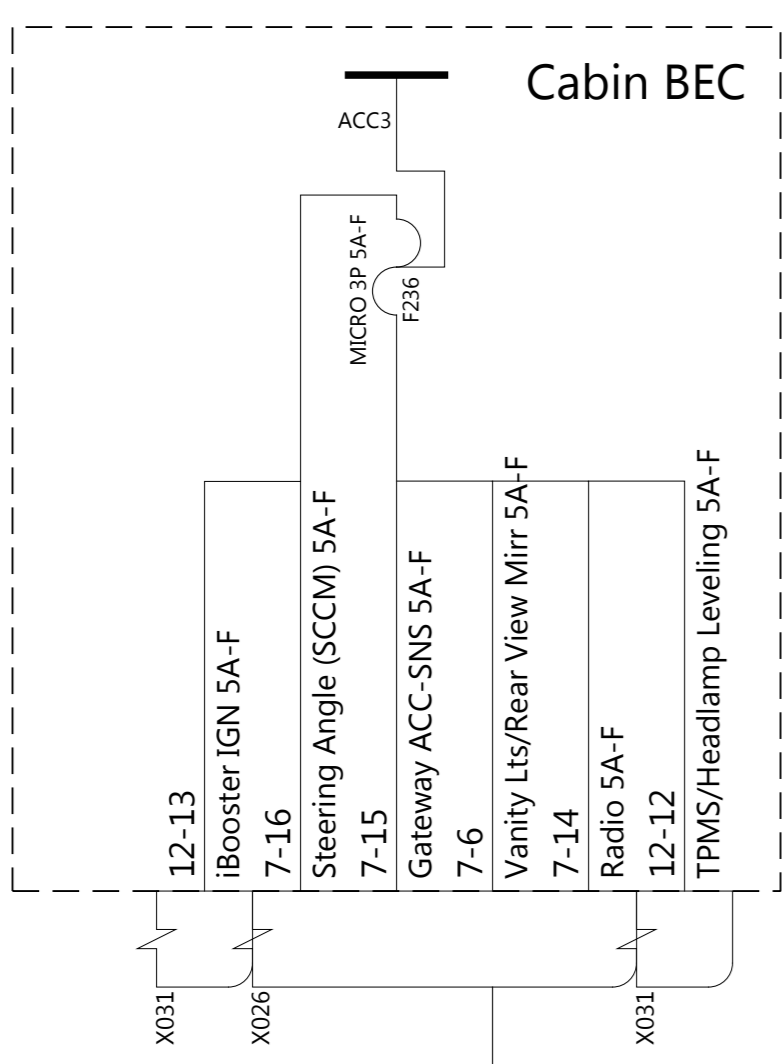 Cabin BEC
ACC3
MICRO 3P 5A-F
F236
12-13
iBooster IGN 5A-F
7-16
Steering Angle (SCCM) 5A-F
7-15
Gateway ACC-SNS 5A-F
7-6
Vanity Lts/Rear View Mirr 5A-F
7-14
Radio 5A-F
12-12
TPMS/Headlamp Leveling 5A-F
X031
X026
X031